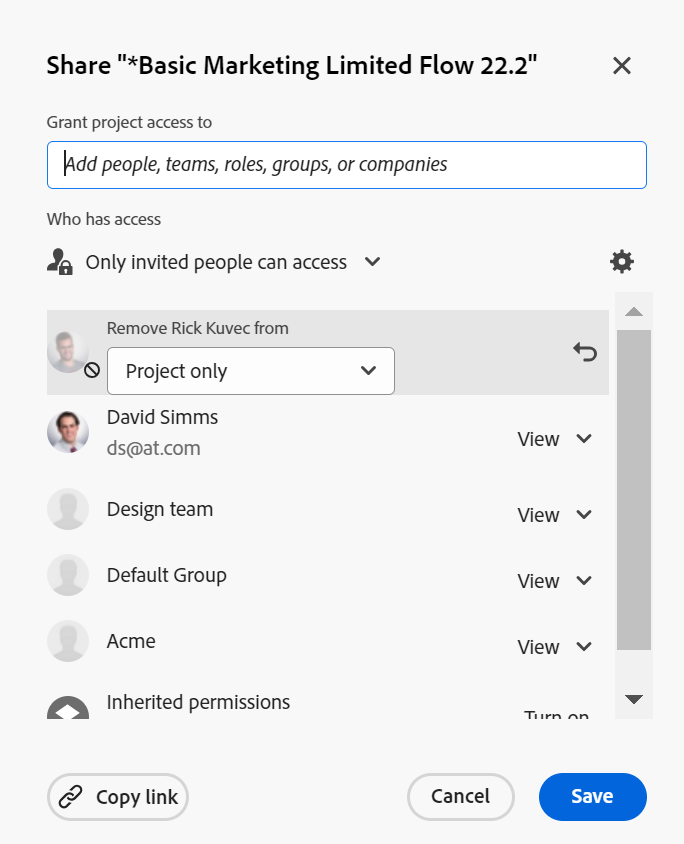 Share "*Basic Marketing Limited Flow 22.2"
Grant project access to
Add people, teams, roles, groups, or companies
Who has access
Only invited people can access
Remove Rick Kuvec from
Project only
David Simms
ds@at.com
View
Design team
View
Default Group
View
Acme
View
Inherited permissions
Turn on
Copy link
Cancel
Save